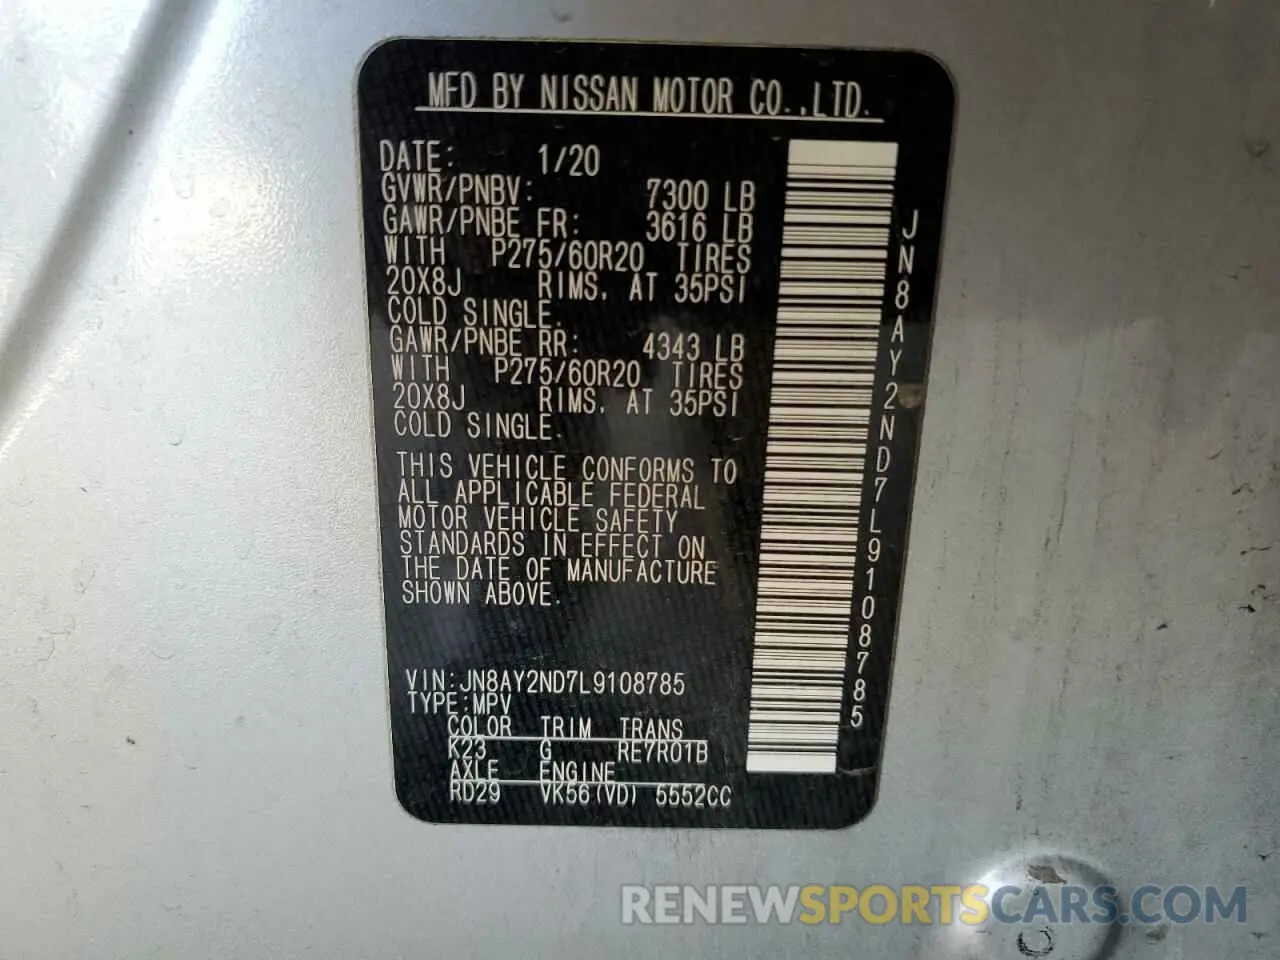 MFD BY NISSAN MOTOR CO.,LTD.
DATE: 1/20
GVWR/PNBV: 7300 LB
GAWR/PNBE FR: 3616 LB
WITH P275/60R20 TIRES
20X8J RIMS. AT 35PSI
COLD SINGLE.
GAWR/PNBE RR: 4343 LB
WITH P275/60R20 TIRES
20X8J RIMS. AT 35PSI
COLD SINGLE.
THIS VEHICLE CONFORMS TO
ALL APPLICABLE FEDERAL
MOTOR VEHICLE SAFETY
STANDARDS IN EFFECT ON
THE DATE OF MANUFACTURE
SHOWN ABOVE.
VIN:JN8AY2ND7L9108785
TYPE:MPV
COLOR TRIM TRANS
K23 G RE7R01B
AXLE ENGINE
RD29 VK56(VD) 5552CC
JN8AY2ND7L9108785
RENEWSPORTSCARS.COM